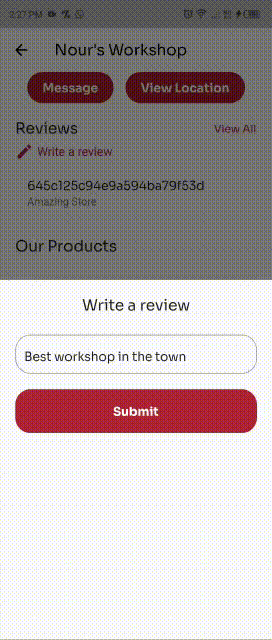 3:27 PM
Nour's Workshop
Message
View Location
Reviews
View All
Write a review
645c125c94e9a594ba79f53d
Amazing Store
Our Products
Write a review
Best workshop in the town
Submit